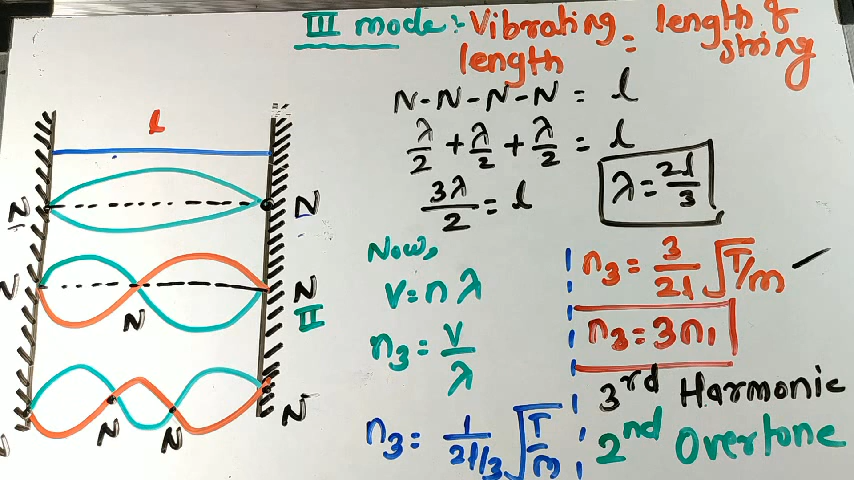 III mode:- Vibrating length = length of string
N-N-N-N = l
λ/2 + λ/2 + λ/2 = l
3λ/2 = l
λ = 2l/3
Now,
V = nλ
n₃ = V/λ
n₃ = 1/(2l/3) √(T/m)
n₃ = 3/2l √(T/m)
n₃ = 3n₁
3rd Harmonic
2nd Overtone
l
N N
N N
N
II
N N N